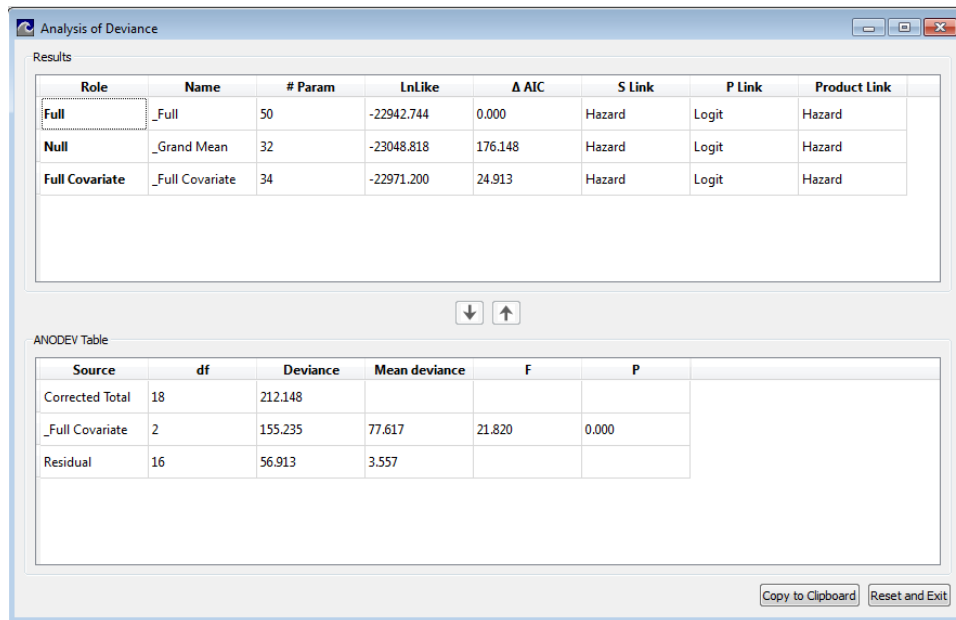 Analysis of Deviance
Results
Role Name # Param LnLike Δ AIC S Link P Link Product Link
Full _Full 50 -22942.744 0.000 Hazard Logit Hazard
Null _Grand Mean 32 -23048.818 176.148 Hazard Logit Hazard
Full Covariate _Full Covariate 34 -22971.200 24.913 Hazard Logit Hazard
ANODEV Table
Source df Deviance Mean deviance F P
Corrected Total 18 212.148
_Full Covariate 2 155.235 77.617 21.820 0.000
Residual 16 56.913 3.557
Copy to Clipboard Reset and Exit